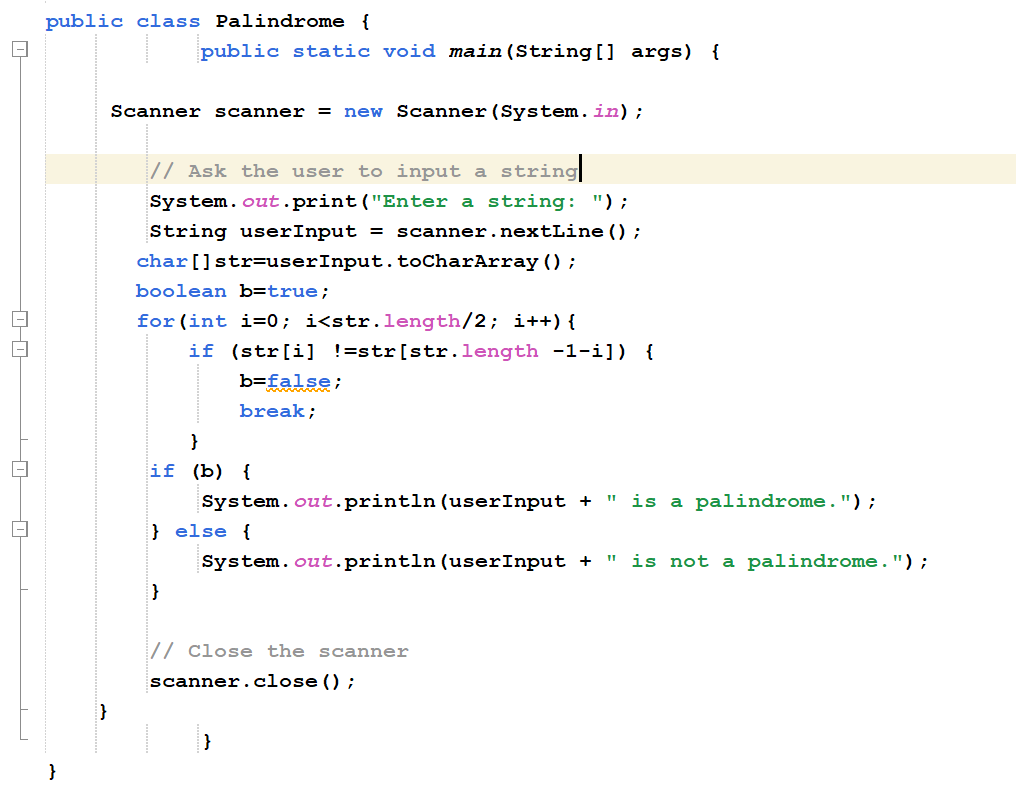 public class Palindrome {
public static void main(String[] args) {
Scanner scanner = new Scanner(System.in);
// Ask the user to input a string
System.out.print("Enter a string: ");
String userInput = scanner.nextLine();
char[]str=userInput.toCharArray();
boolean b=true;
for(int i=0; i<str.length/2; i++){
if (str[i] !=str[str.length -1-i]) {
b=false;
break;
}
if (b) {
System.out.println(userInput + " is a palindrome.");
} else {
System.out.println(userInput + " is not a palindrome.");
}
// Close the scanner
scanner.close();
}
}
}